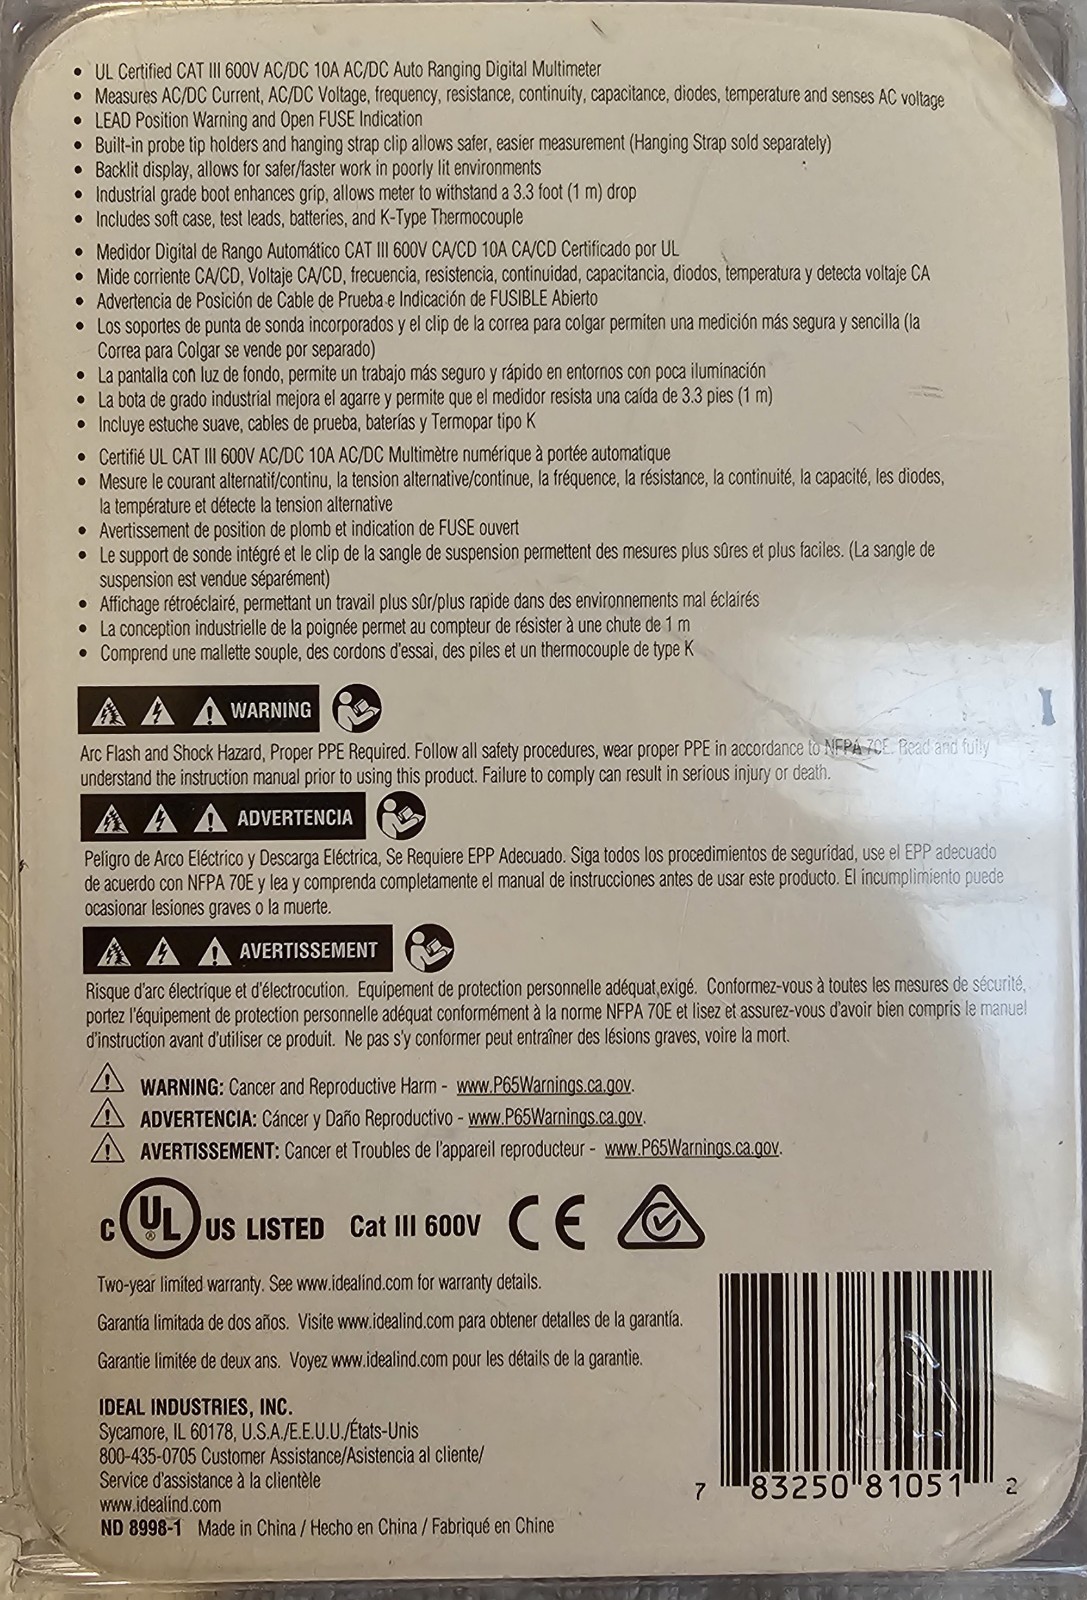 • UL Certified CAT III 600V AC/DC 10A AC/DC Auto Ranging Digital Multimeter
• Measures AC/DC Current, AC/DC Voltage, frequency, resistance, continuity, capacitance, diodes, temperature and senses AC voltage
• LEAD Position Warning and Open FUSE Indication
• Built-in probe tip holders and hanging strap clip allows safer, easier measurement (Hanging Strap sold separately)
• Backlit display, allows for safer/faster work in poorly lit environments
• Industrial grade boot enhances grip, allows meter to withstand a 3.3 foot (1 m) drop
• Includes soft case, test leads, batteries, and K-Type Thermocouple
• Medidor Digital de Rango Automático CAT III 600V CA/CD 10A CA/CD Certificado por UL
• Mide corriente CA/CD, Voltaje CA/CD, frecuencia, resistencia, continuidad, capacitancia, diodos, temperatura y detecta voltaje CA
• Advertencia de Posición de Cable de Prueba e Indicación de FUSIBLE Abierto
• Los soportes de punta de sonda incorporados y el clip de la correa para colgar permiten una medición más segura y sencilla (la
Correa para Colgar se vende por separado)
• La pantalla con luz de fondo, permite un trabajo más seguro y rápido en entornos con poca iluminación
• La bota de grado industrial mejora el agarre y permite que el medidor resista una caída de 3.3 pies (1 m)
• Incluye estuche suave, cables de prueba, baterías y Termopar tipo K
• Certifié UL CAT III 600V AC/DC 10A AC/DC Multimètre numérique à portée automatique
• Mesure le courant alternatif/continu, la tension alternative/continue, la fréquence, la résistance, la continuité, la capacité, les diodes,
la température et détecte la tension alternative
• Avertissement de position de plomb et indication de FUSE ouvert
• Le support de sonde intégré et le clip de la sangle de suspension permettent des mesures plus sûres et plus faciles. (La sangle de
suspension est vendue séparément)
• Affichage rétroéclairé, permettant un travail plus sûr/plus rapide dans des environnements mal éclairés
• La conception industrielle de la poignée permet au compteur de résister à une chute de 1 m
• Comprend une mallette souple, des cordons d'essai, des piles et un thermocouple de type K
WARNING
Arc Flash and Shock Hazard, Proper PPE Required. Follow all safety procedures, wear proper PPE in accordance to NFPA 70E. Read and fully
understand the instruction manual prior to using this product. Failure to comply can result in serious injury or death.
ADVERTENCIA
Peligro de Arco Eléctrico y Descarga Eléctrica, Se Requiere EPP Adecuado. Siga todos los procedimientos de seguridad, use el EPP adecuado
de acuerdo con NFPA 70E y lea y comprenda completamente el manual de instrucciones antes de usar este producto. El incumplimiento puede
ocasionar lesiones graves o la muerte.
AVERTISSEMENT
Risque d'arc électrique et d'électrocution. Equipement de protection personnelle adéquat exigé. Conformez-vous à toutes les mesures de sécurité,
portez l'équipement de protection personnelle adéquat conformément à la norme NFPA 70E et lisez et assurez-vous d'avoir bien compris le manuel
d'instruction avant d'utiliser ce produit. Ne pas s'y conformer peut entraîner des lésions graves, voire la mort.
WARNING: Cancer and Reproductive Harm - www.P65Warnings.ca.gov.
ADVERTENCIA: Cáncer y Daño Reproductivo - www.P65Warnings.ca.gov.
AVERTISSEMENT: Cancer et Troubles de l'appareil reproducteur - www.P65Warnings.ca.gov.
C UL ® US LISTED Cat III 600V CE
Two-year limited warranty. See www.idealind.com for warranty details.
Garantía limitada de dos años. Visite www.idealind.com para obtener detalles de la garantía.
Garantie limitée de deux ans. Voyez www.idealind.com pour les détails de la garantie.
IDEAL INDUSTRIES, INC.
Sycamore, IL 60178, U.S.A./E.E.U.U./États-Unis
800-435-0705 Customer Assistance/Asistencia al cliente/
Service d'assistance à la clientèle
www.idealind.com
ND 8998-1 Made in China / Hecho en China / Fabriqué en Chine
7 83250 81051 2